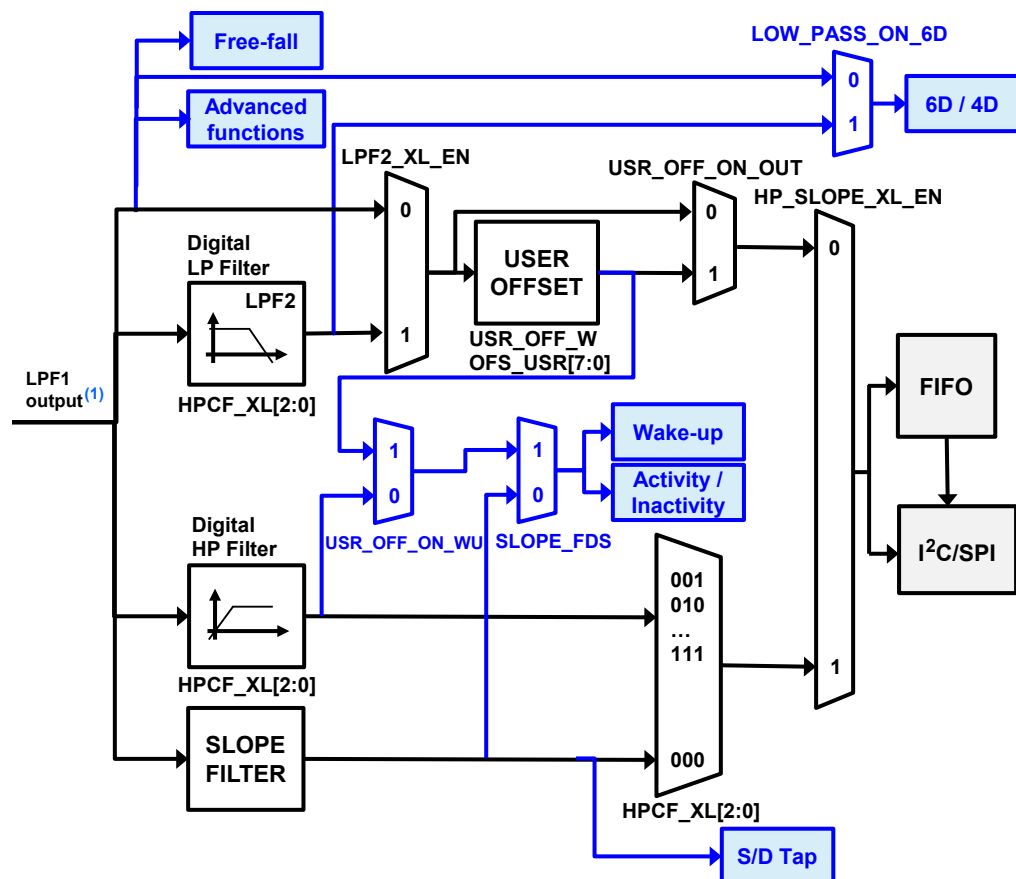 Free-fall
LOW_PASS_ON_6D
0
6D / 4D
Advanced
functions
1
LPF2_XL_EN
USR_OFF_ON_OUT
HP_SLOPE_XL_EN
0
0
0
Digital
LP Filter
USER
OFFSET
1
LPF2
1
USR_OFF_W
OFS_USR[7:0]
LPF1
output(1)
HPCF_XL[2:0]
FIFO
Wake-up
1
1
Activity /
Inactivity
0
0
Digital
HP Filter
USR_OFF_ON_WU
SLOPE_FDS
I²C/SPI
001
010
...
111
1
HPCF_XL[2:0]
SLOPE
FILTER
000
HPCF_XL[2:0]
S/D Tap